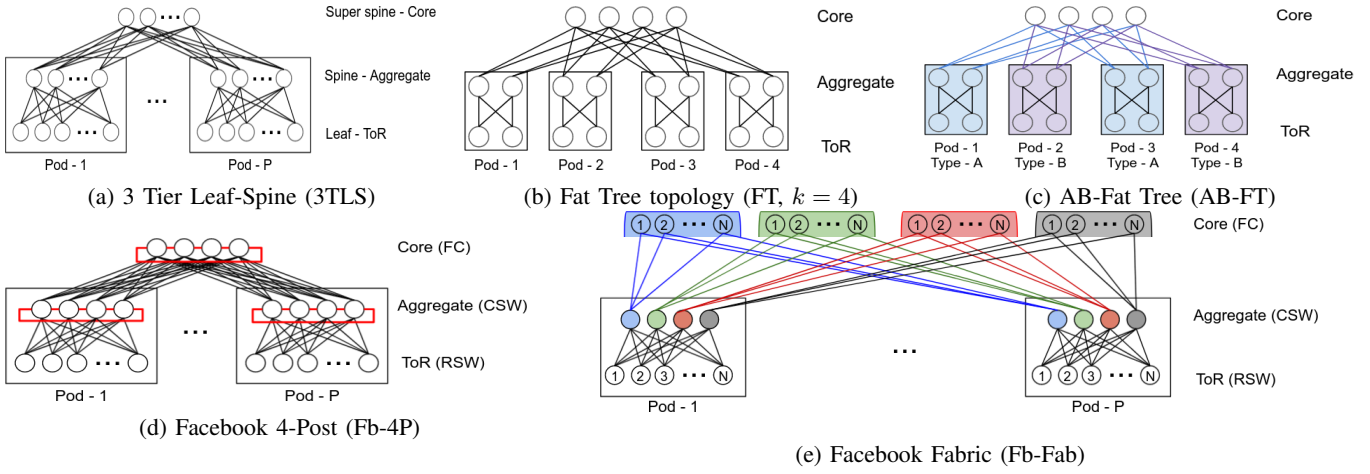 Super spine - Core
Spine - Aggregate
Leaf - ToR
Pod - 1
Pod - P
(a) 3 Tier Leaf-Spine (3TLS)
Core
Aggregate
ToR
Pod - 1
Pod - 2
Pod - 3
Pod - 4
(b) Fat Tree topology (FT, k = 4)
Core
Aggregate
ToR
Pod - 1
Type - A
Pod - 2
Type - B
Pod - 3
Type - A
Pod - 4
Type - B
(c) AB-Fat Tree (AB-FT)
Core (FC)
Aggregate (CSW)
ToR (RSW)
Pod - 1
Pod - P
(d) Facebook 4-Post (Fb-4P)
1 2 N
1 2 N
1 2 N
1 2 N
Core (FC)
Aggregate (CSW)
1 2 3 N
1 2 3 N
ToR (RSW)
Pod - 1
Pod - P
(e) Facebook Fabric (Fb-Fab)